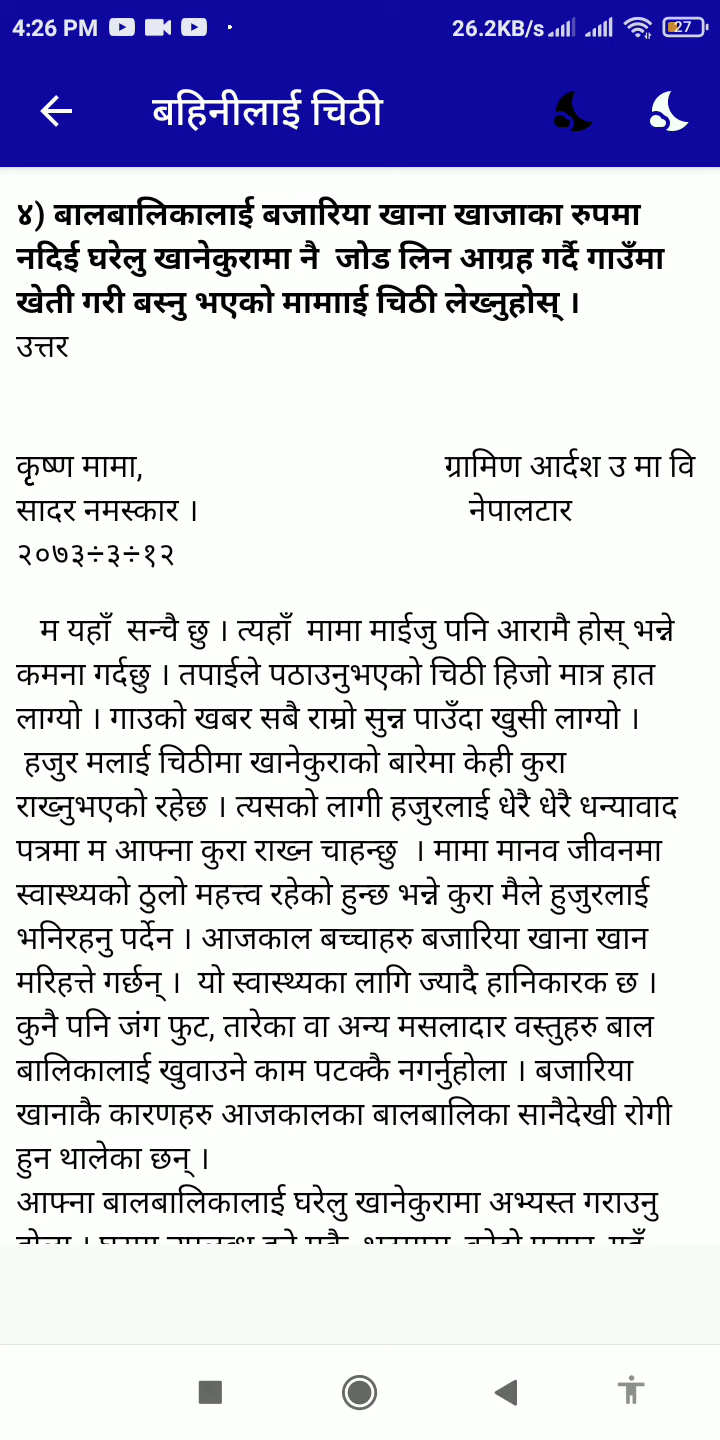 4:26 PM 26.2KB/s 27
बहिनीलाई चिठी
४) बालबालिकालाई बजारिया खाना खाजाका रुपमा
नदिई घरेलु खानेकुरामा नै जोड लिन आग्रह गर्दै गाउँमा
खेती गरी बस्नु भएको मामााई चिठी लेख्नुहोस् ।
उत्तर
कृृष्ण मामा, ग्रामिण आर्दश उ मा वि
सादर नमस्कार । नेपालटार
२०७३÷३÷१२
म यहाँ सन्चै छु । त्यहाँ मामा माईजु पनि आरामै होस् भन्ने
कमना गर्दछु । तपाईले पठाउनुभएको चिठी हिजो मात्र हात
लाग्यो । गाउको खबर सबै राम्रो सुन्न पाउँदा खुसी लाग्यो ।
हजुर मलाई चिठीमा खानेकुराको बारेमा केही कुरा
राख्नुभएको रहेछ । त्यसको लागी हजुरलाई धेरै धेरै धन्यावाद
पत्रमा म आफ्ना कुरा राख्न चाहन्छु । मामा मानव जीवनमा
स्वास्थ्यको ठुलो महत्त्व रहेको हुन्छ भन्ने कुरा मैले हुजुरलाई
भनिरहनु पर्देन । आजकाल बच्चाहरु बजारिया खाना खान
मरिहत्ते गर्छन् । यो स्वास्थ्यका लागि ज्यादै हानिकारक छ ।
कुनै पनि जंग फुट, तारेका वा अन्य मसलादार वस्तुहरु बाल
बालिकालाई खुवाउने काम पटक्कै नगर्नुहोला । बजारिया
खानाकै कारणहरु आजकालका बालबालिका सानैदेखी रोगी
हुन थालेका छन् ।
आफ्ना बालबालिकालाई घरेलु खानेकुरामा अभ्यस्त गराउनु